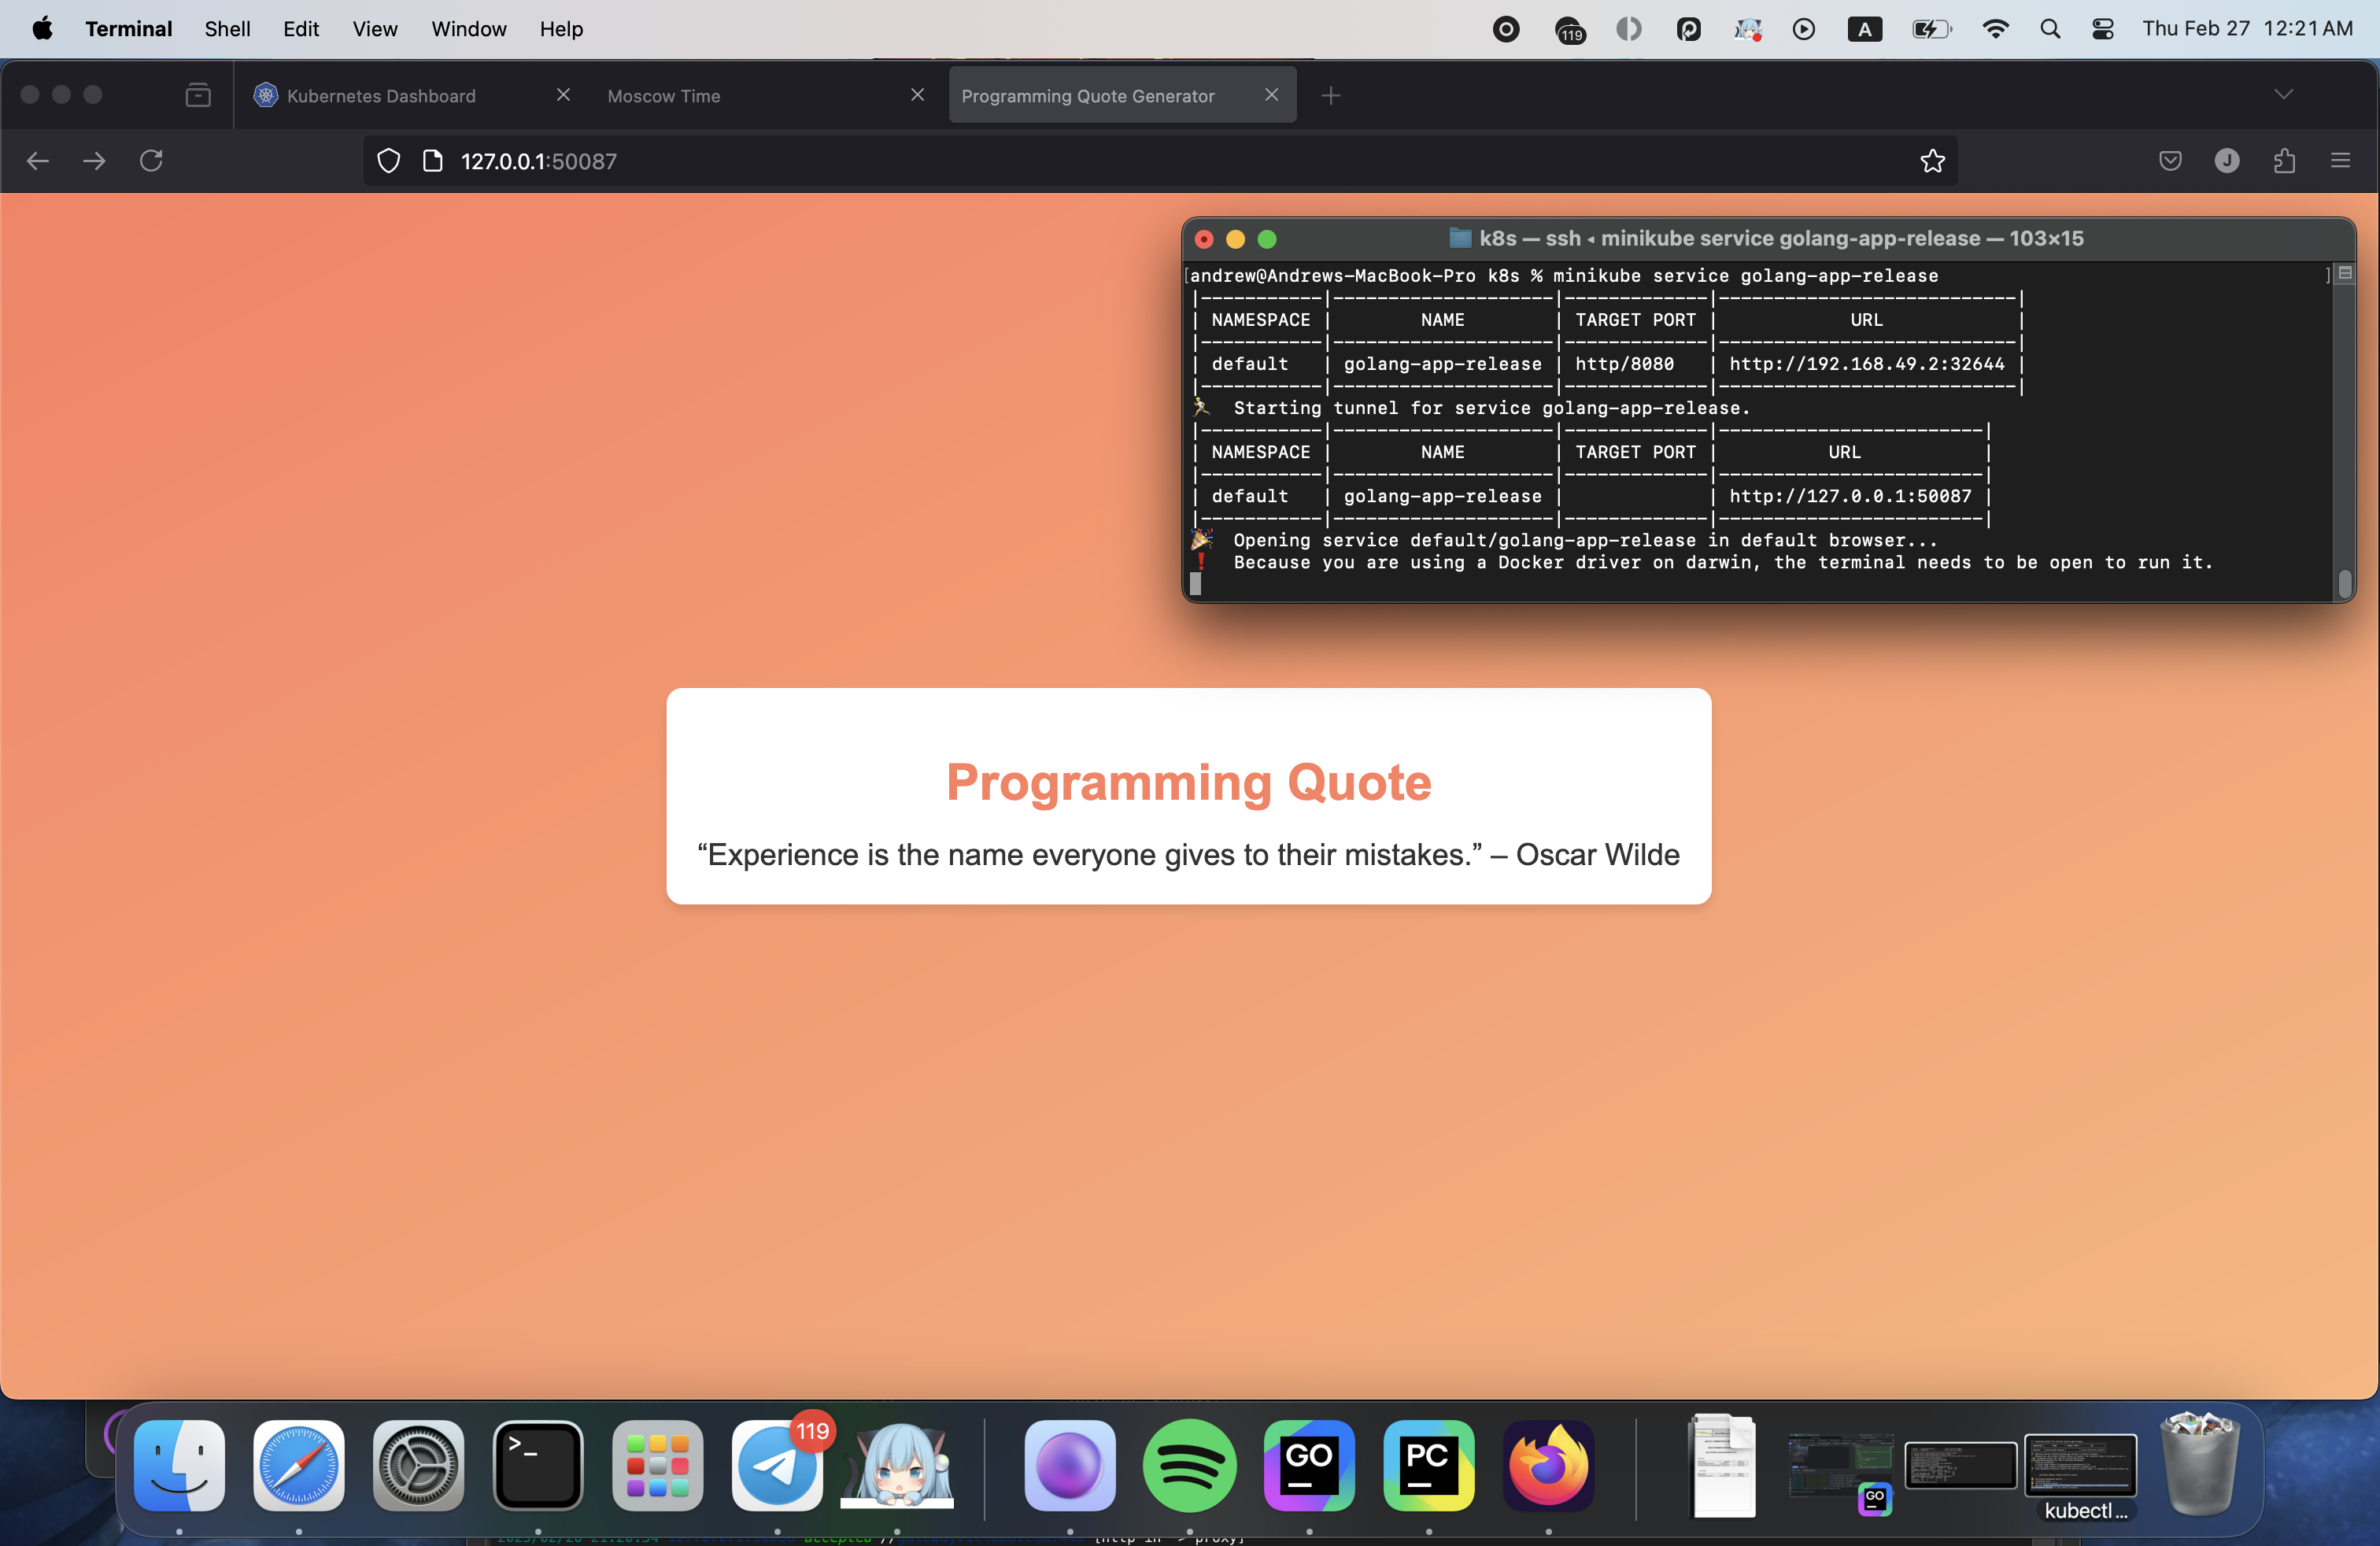 Terminal Shell Edit View Window Help 119 A Thu Feb 27 12:21 AM
Kubernetes Dashboard Moscow Time Programming Quote Generator
127.0.0.1:50087 J
k8s — ssh ◂ minikube service golang-app-release — 103×15
[andrew@Andrews-MacBook-Pro k8s % minikube service golang-app-release ]
|-----------|--------------------|-------------|---------------------------|
| NAMESPACE | NAME | TARGET PORT | URL |
|-----------|--------------------|-------------|---------------------------|
| default | golang-app-release | http/8080 | http://192.168.49.2:32644 |
|-----------|--------------------|-------------|---------------------------|
🏃 Starting tunnel for service golang-app-release.
|-----------|--------------------|-------------|------------------------|
| NAMESPACE | NAME | TARGET PORT | URL |
|-----------|--------------------|-------------|------------------------|
| default | golang-app-release | | http://127.0.0.1:50087 |
|-----------|--------------------|-------------|------------------------|
🎉 Opening service default/golang-app-release in default browser...
❗ Because you are using a Docker driver on darwin, the terminal needs to be open to run it.
Programming Quote
“Experience is the name everyone gives to their mistakes.” – Oscar Wilde
>_ 119 GO PC GO
kubectl ...